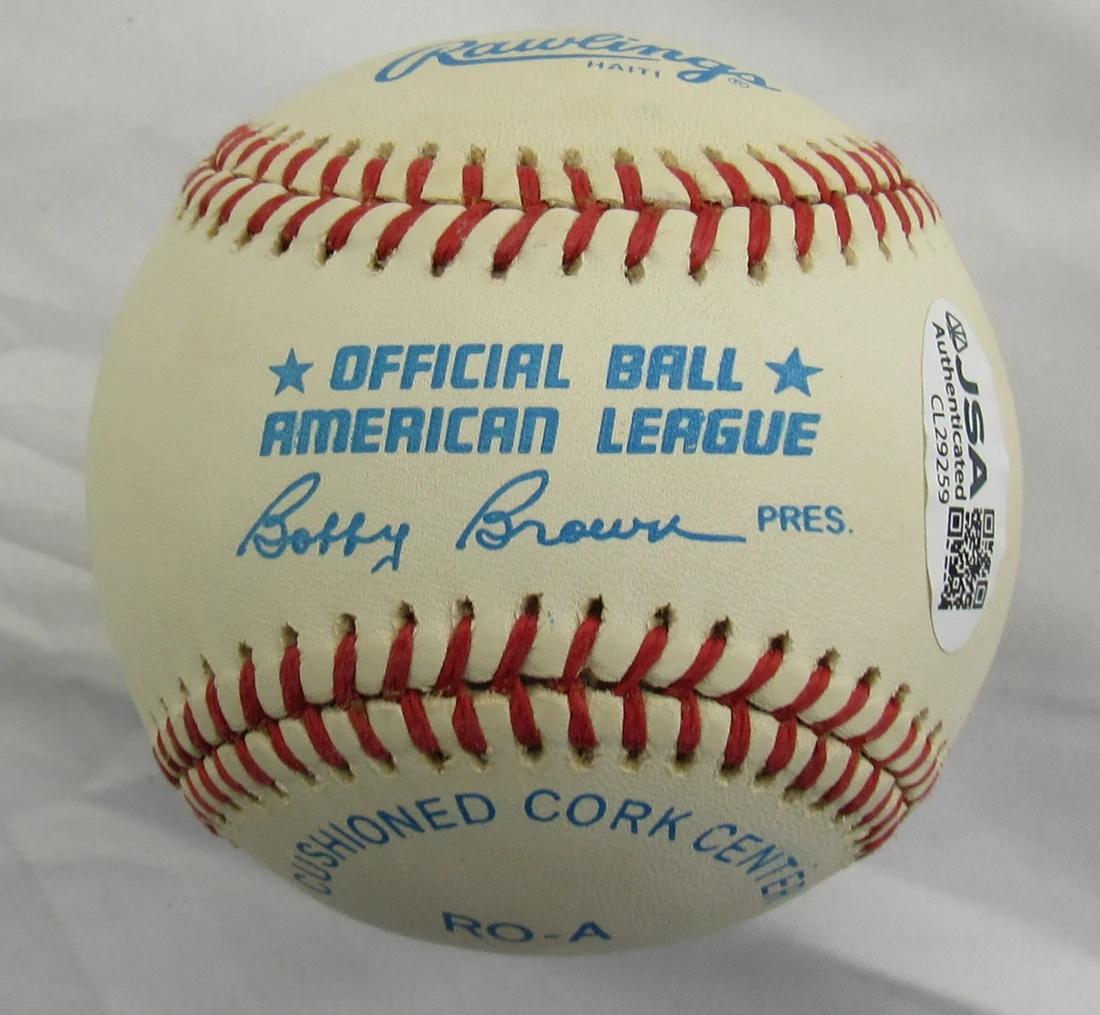 Rawlings ®
HAITI
★ OFFICIAL BALL ★
AMERICAN LEAGUE
Bobby Brown PRES.
CUSHIONED CORK CENTER
RO-A
JSA
Authenticated
CL29259